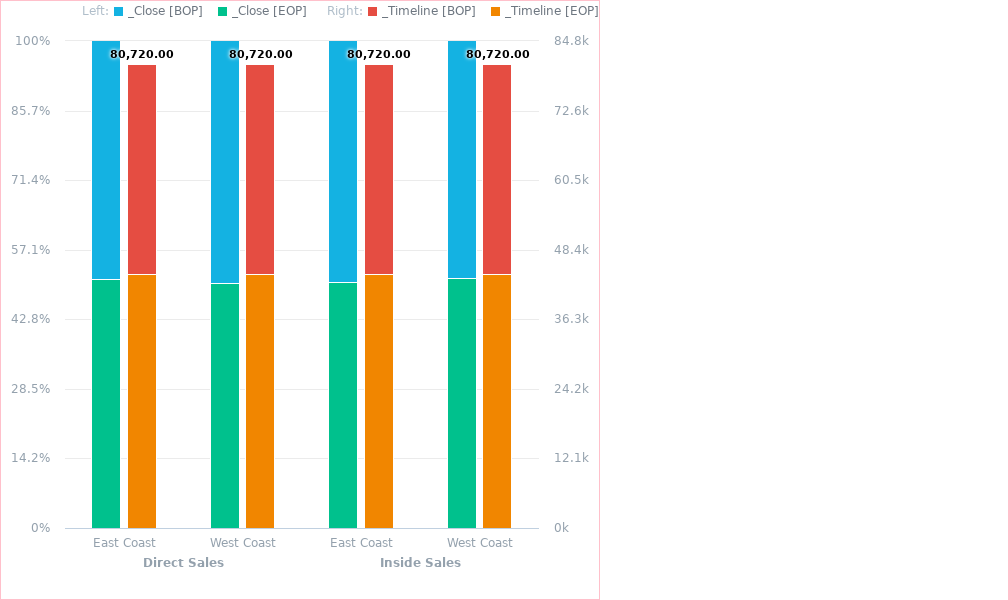 Left: _Close [BOP] _Close [EOP] Right: _Timeline [BOP] _Timeline [EOP]
100% 84.8k
80,720.00 80,720.00 80,720.00 80,720.00
85.7% 72.6k
71.4% 60.5k
57.1% 48.4k
42.8% 36.3k
28.5% 24.2k
14.2% 12.1k
0% 0k
East Coast West Coast East Coast West Coast
Direct Sales Inside Sales